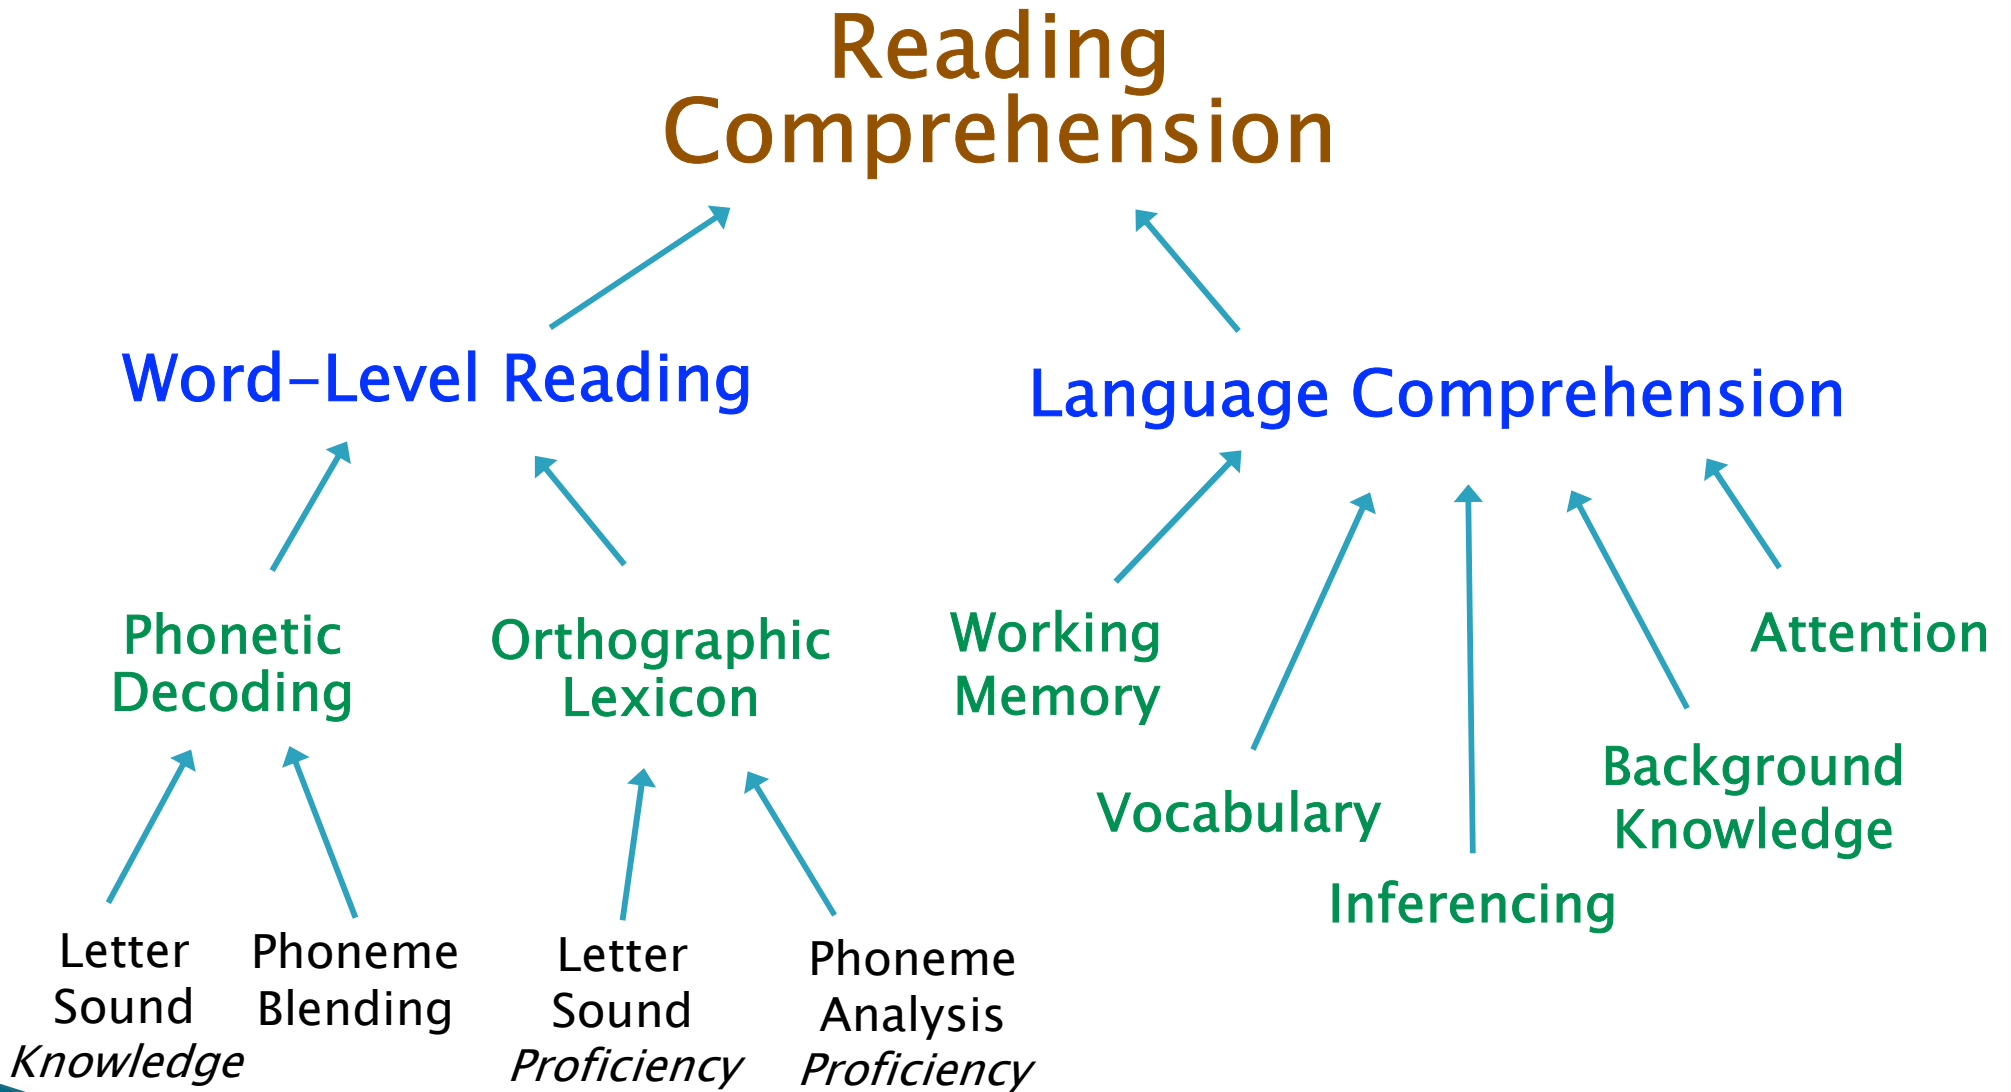 Reading
Comprehension
Word-Level Reading
Language Comprehension
Phonetic
Decoding
Orthographic
Lexicon
Working
Memory
Vocabulary
Inferencing
Background
Knowledge
Attention
Letter
Sound
Knowledge
Phoneme
Blending
Letter
Sound
Proficiency
Phoneme
Analysis
Proficiency